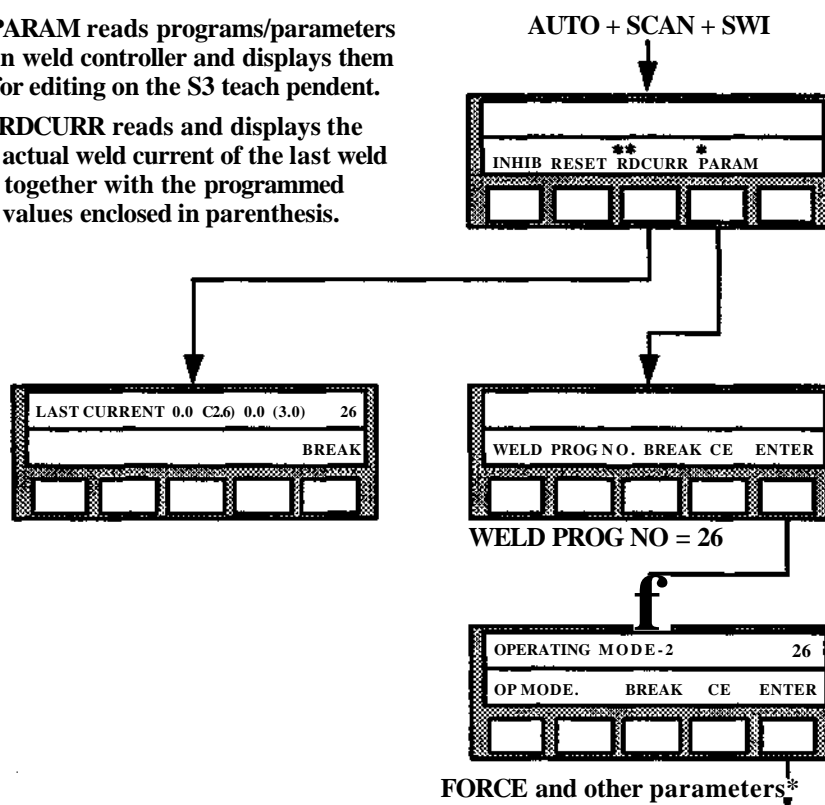 PARAM reads programs/parameters
in weld controller and displays them
for editing on the S3 teach pendent.
RDCURR reads and displays the
actual weld current of the last weld
together with the programmed
values enclosed in parenthesis.
AUTO + SCAN + SWI
** *
INHIB RESET RDCURR PARAM
LAST CURRENT 0.0 C2.6) 0.0 (3.0) 26
BREAK
WELD PROG NO. BREAK CE ENTER
WELD PROG NO = 26
f
OPERATING MODE-2 26
OP MODE. BREAK CE ENTER
FORCE and other parameters*